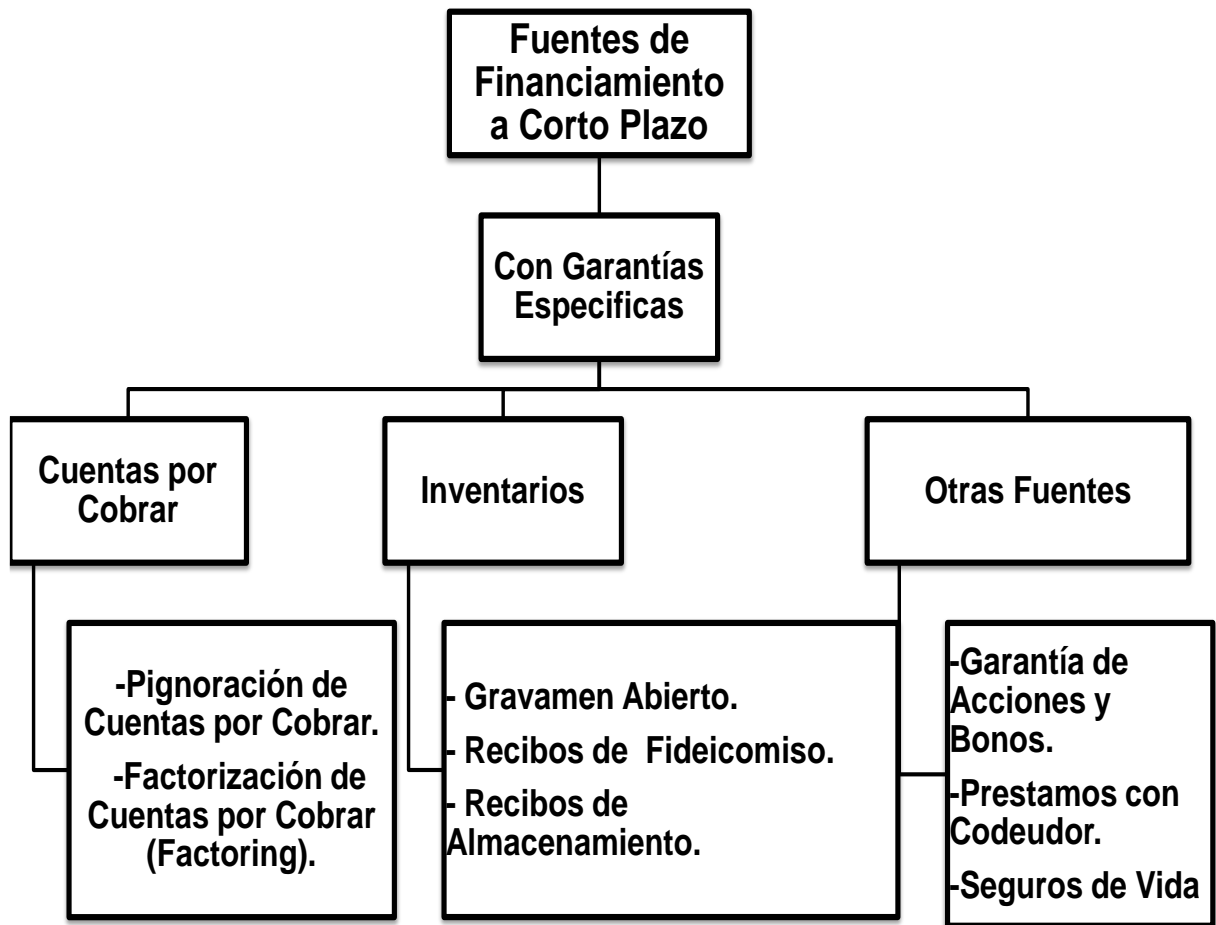 Fuentes de
Financiamiento
a Corto Plazo
Con Garantías
Especificas
Cuentas por
Cobrar
Inventarios
Otras Fuentes
-Pignoración de
Cuentas por Cobrar.
-Factorización de
Cuentas por Cobrar
(Factoring).
- Gravamen Abierto.
- Recibos de Fideicomiso.
- Recibos de
Almacenamiento.
-Garantía de
Acciones y
Bonos.
-Prestamos con
Codeudor.
-Seguros de Vida